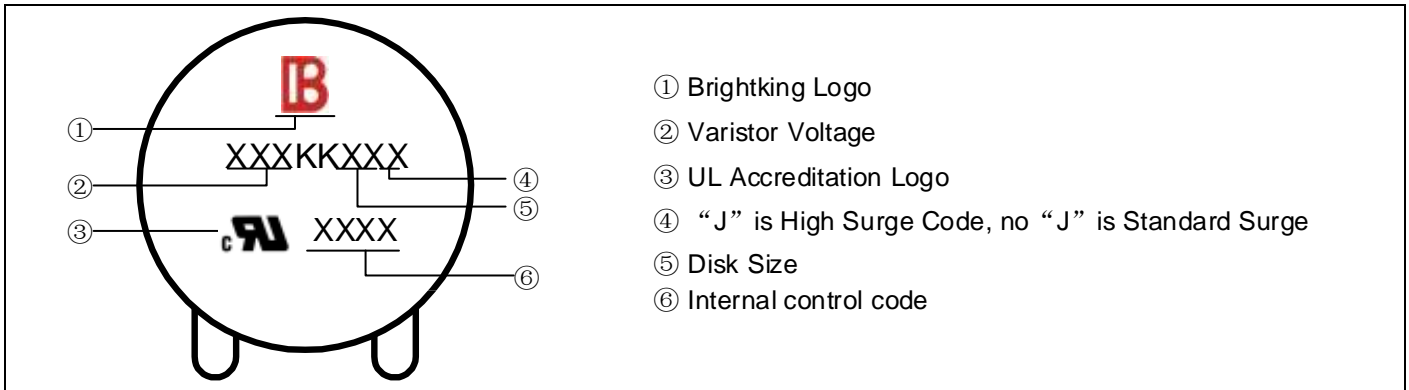 B
① Brightking Logo
①
② Varistor Voltage
XXXKKXXX
②
④
③ UL Accreditation Logo
⑤
③
c RU XXXX
④ “J” is High Surge Code, no “J” is Standard Surge
⑤ Disk Size
⑥
⑥ Internal control code